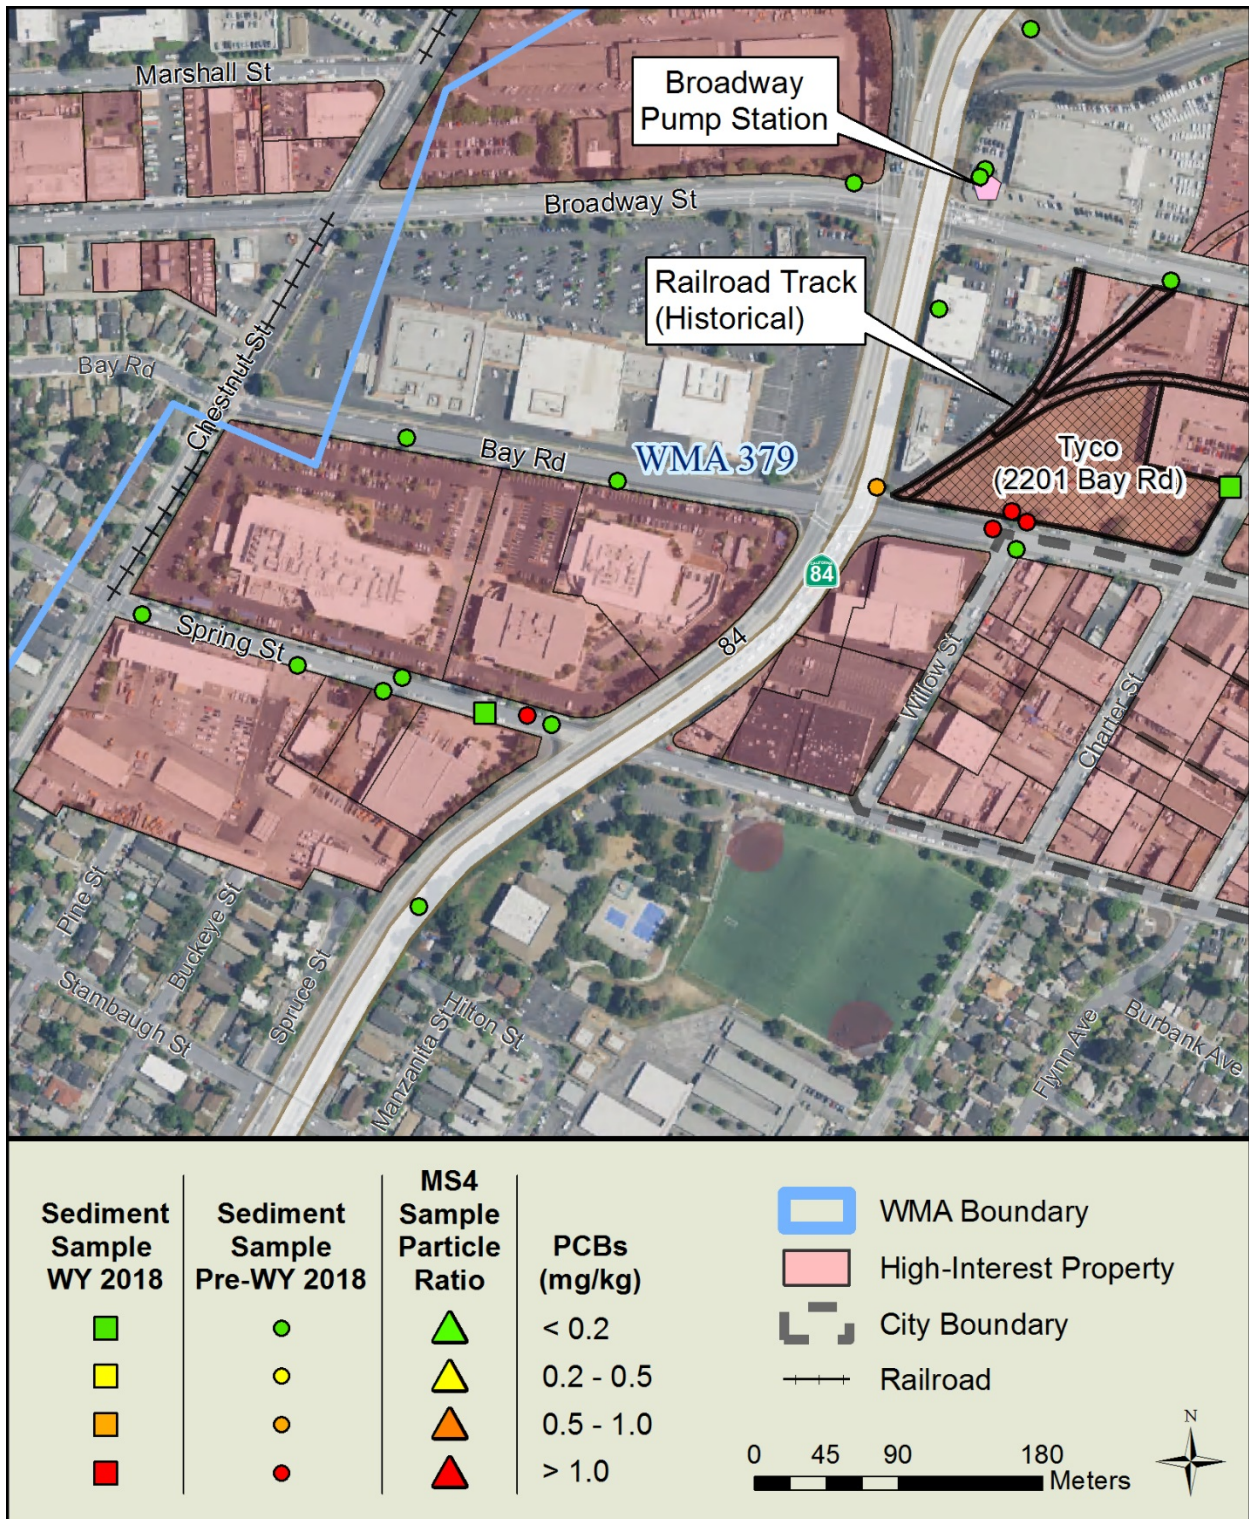 Marshall St
Broadway
Pump Station
Broadway St
Railroad Track
(Historical)
Bay Rd
Chestnut St
Bay Rd
WMA 379
Tyco
(2201 Bay Rd)
84
84
Spring St
Willow St
Charter St
Pine St
Buckeye St
Spruce St
Stambaugh St
Hilton St
Manzanita St
Flynn Ave
Burbank Ave
Sediment
Sample
WY 2018
Sediment
Sample
Pre-WY 2018
MS4
Sample
Particle
Ratio
PCBs
(mg/kg)
< 0.2
0.2 - 0.5
0.5 - 1.0
> 1.0
WMA Boundary
High-Interest Property
City Boundary
Railroad
N
0 45 90 180
Meters